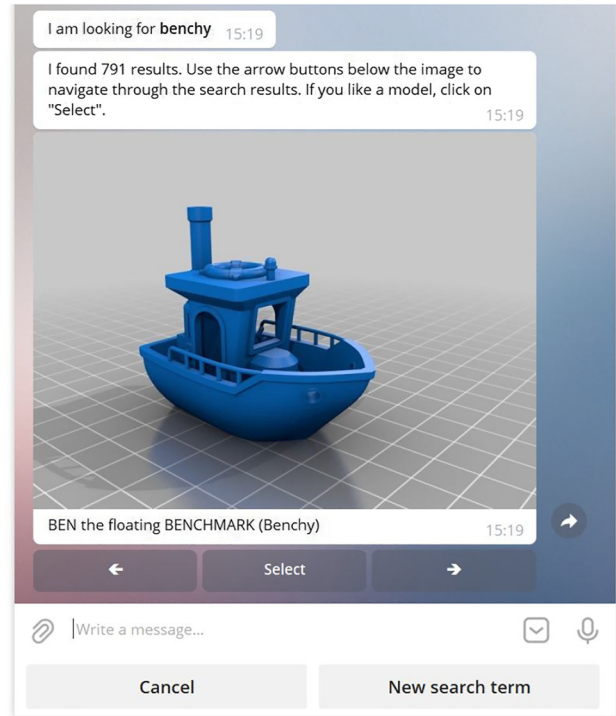 I am looking for benchy 15:19
I found 791 results. Use the arrow buttons below the image to
navigate through the search results. If you like a model, click on
"Select".
15:19
BEN the floating BENCHMARK (Benchy)
15:19
Select
Write a message...
Cancel
New search term